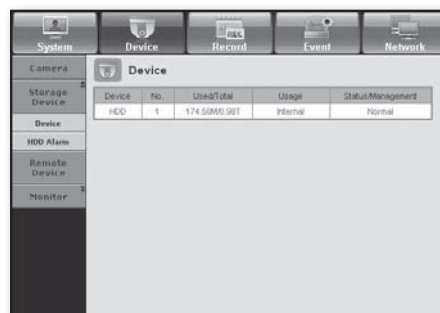 System Device Record Event Network
Camera
Storage Device
Device
HDD Alarm
Remote Device
Monitor
Device
Device No. Used/Total Usage Status/Management
HDD 1 174.58M/0.98T Internal Normal